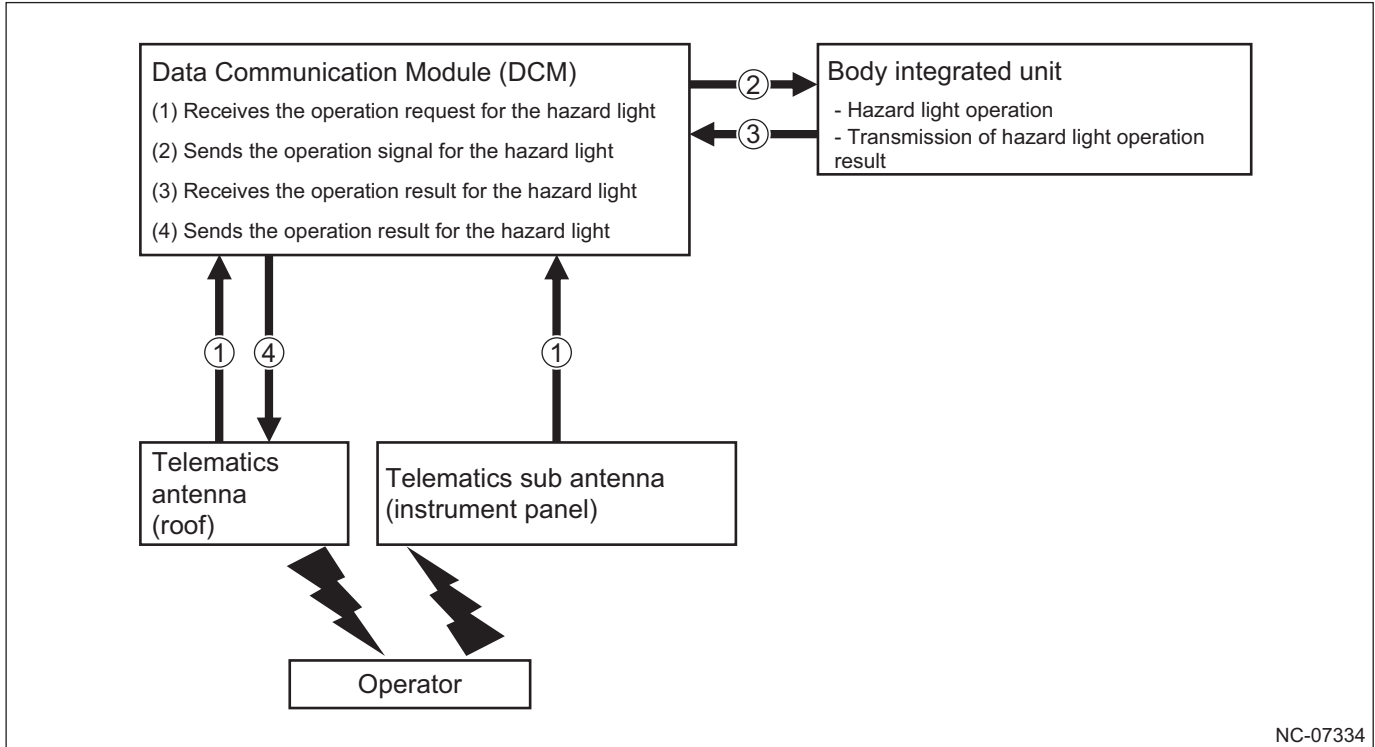 Data Communication Module (DCM)
(1) Receives the operation request for the hazard light
(2) Sends the operation signal for the hazard light
(3) Receives the operation result for the hazard light
(4) Sends the operation result for the hazard light
2
3
Body integrated unit
- Hazard light operation
- Transmission of hazard light operation
result
1
4
1
Telematics
antenna
(roof)
Telematics sub antenna
(instrument panel)
Operator
NC-07334